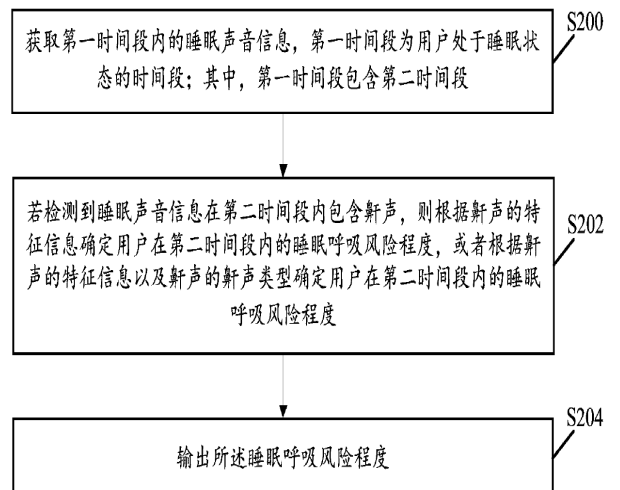 获取第一时间段内的睡眠声音信息，第一时间段为用户处于睡眠状
态的时间段；其中，第一时间段包含第二时间段
S200
若检测到睡眠声音信息在第二时间段内包含鼾声，则根据鼾声的特
征信息确定用户在第二时间段内的睡眠呼吸风险程度，或者根据鼾
声的特征信息以及鼾声的鼾声类型确定用户在第二时间段内的睡眠
呼吸风险程度
S202
输出所述睡眠呼吸风险程度
S204